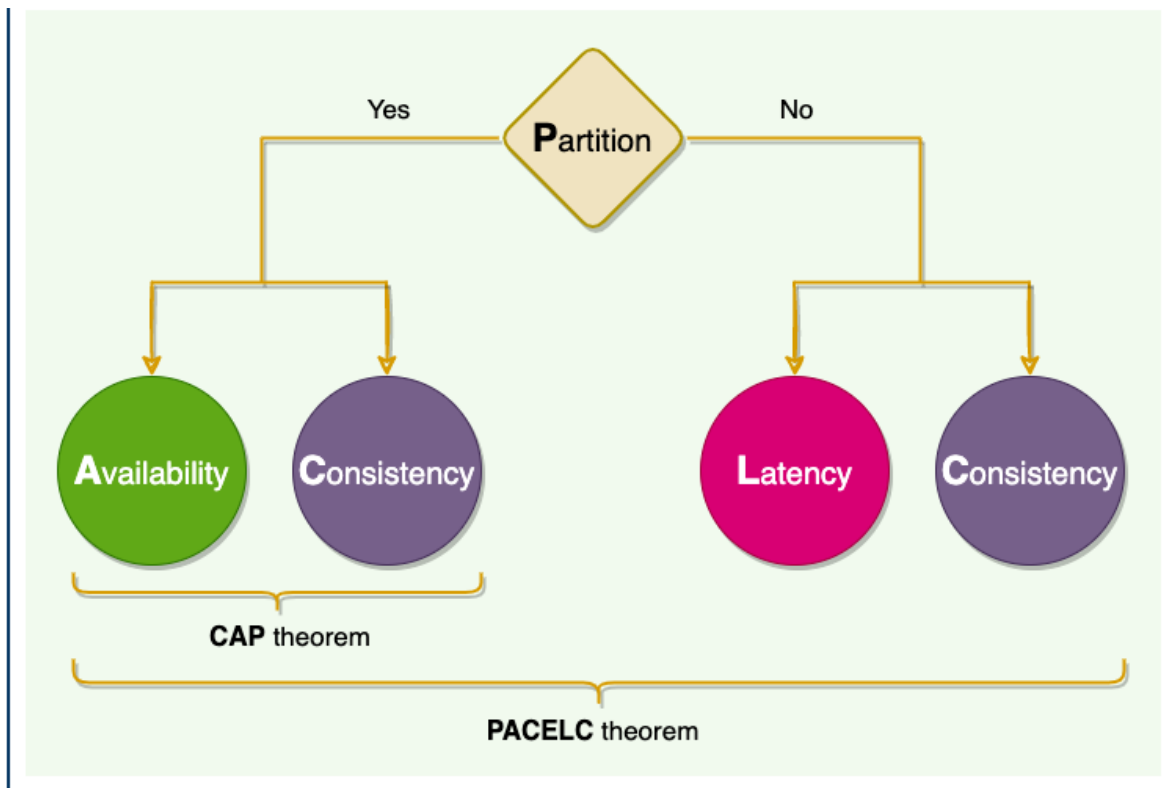 Yes
No
Partition
Availability
Consistency
Latency
Consistency
CAP theorem
PACELC theorem